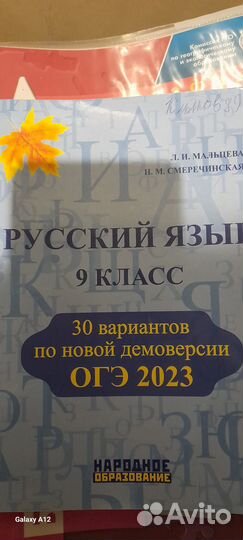 Л. И. МАЛЬЦЕВА
Н. М. СМЕРЕЧИНСКАЯ
РУССКИЙ ЯЗЫК
9 КЛАСС
30 вариантов
по новой демоверсии
ОГЭ 2023
НАРОДНОЕ
ОБРАЗОВАНИЕ
Galaxy A12
Avito